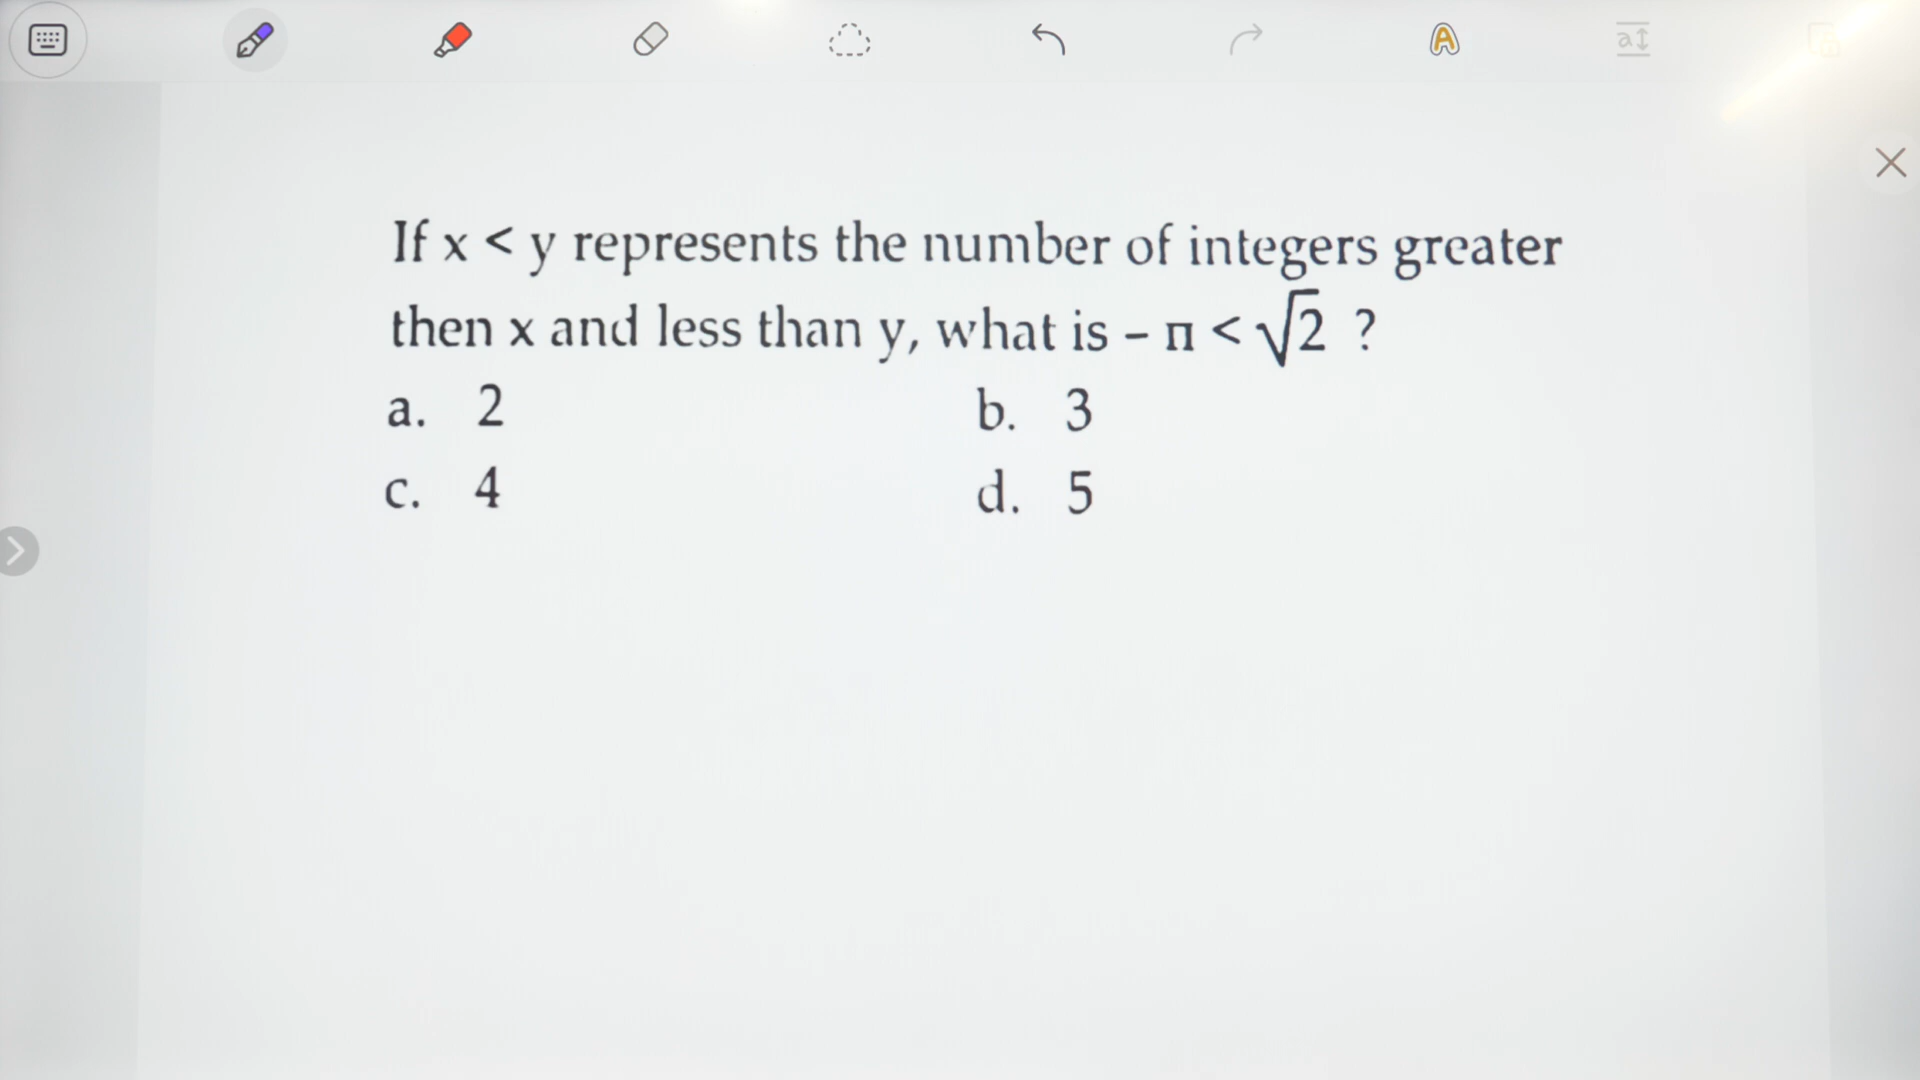 If x < y represents the number of integers greater
then x and less than y, what is – π < √2 ?
a. 2 b. 3
c. 4 d. 5